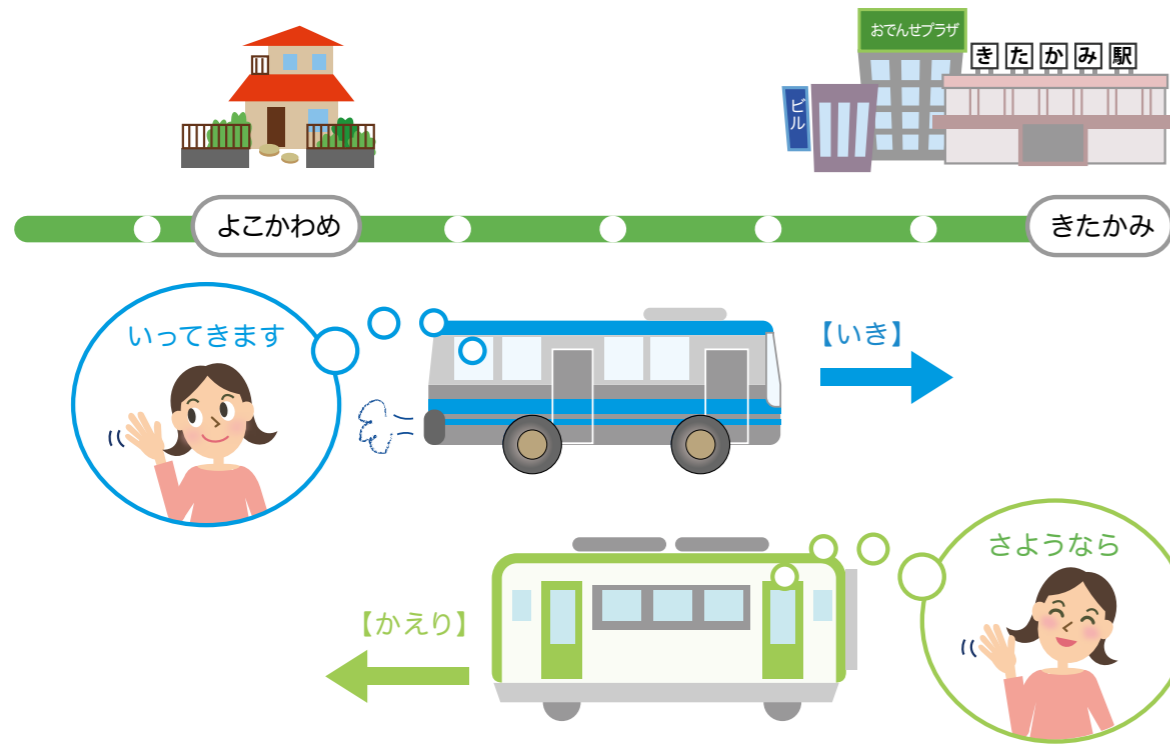 おでんせプラザ
きたかみ駅
ビル
よこかわめ
きたかみ
いってきます
【いき】
さようなら
【かえり】